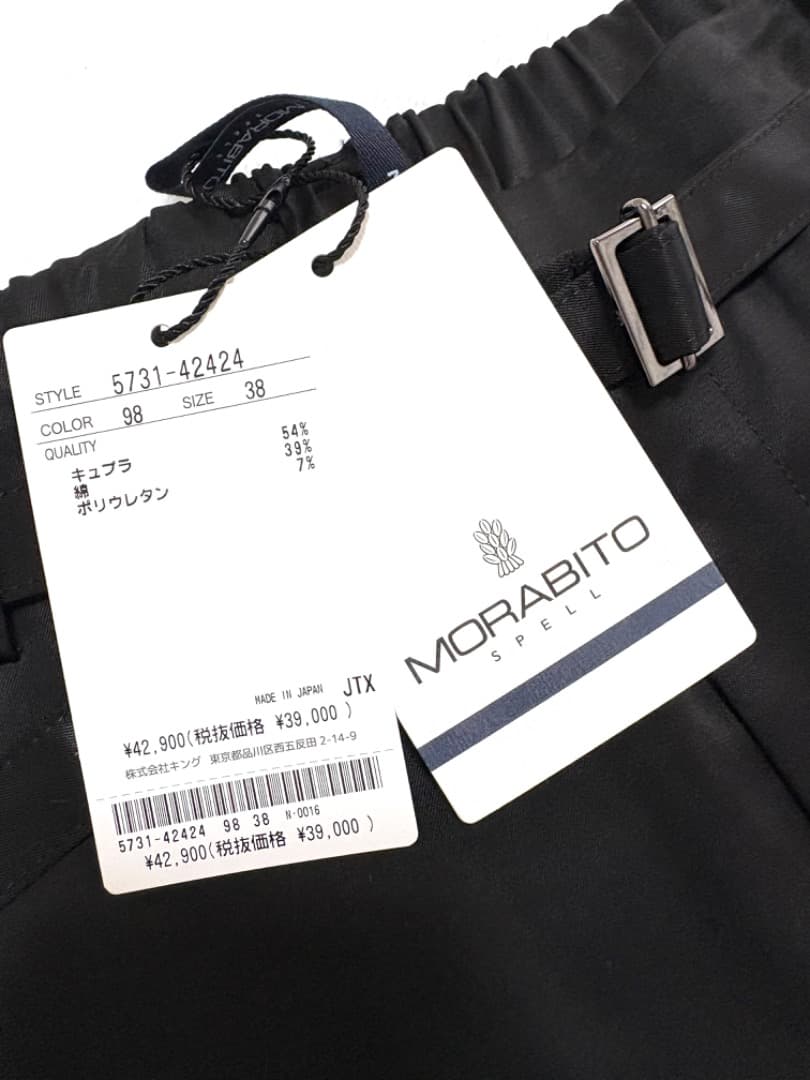 MORABITO
STYLE 5731-42424
COLOR 98 SIZE 38
QUALITY
キュプラ 54%
綿 39%
ポリウレタン 7%
MADE IN JAPAN JTX
¥42,900(税抜価格 ¥39,000 )
株式会社キング 東京都品川区西五反田 2-14-9
5731-42424 98 38 N-0016
¥42,900(税抜価格 ¥39,000 )
MORABITO
SPELL